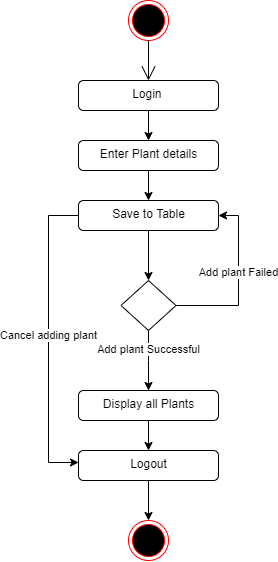 Login
Enter Plant details
Save to Table
Add plant Failed
Cancel adding plant
Add plant Successful
Display all Plants
Logout